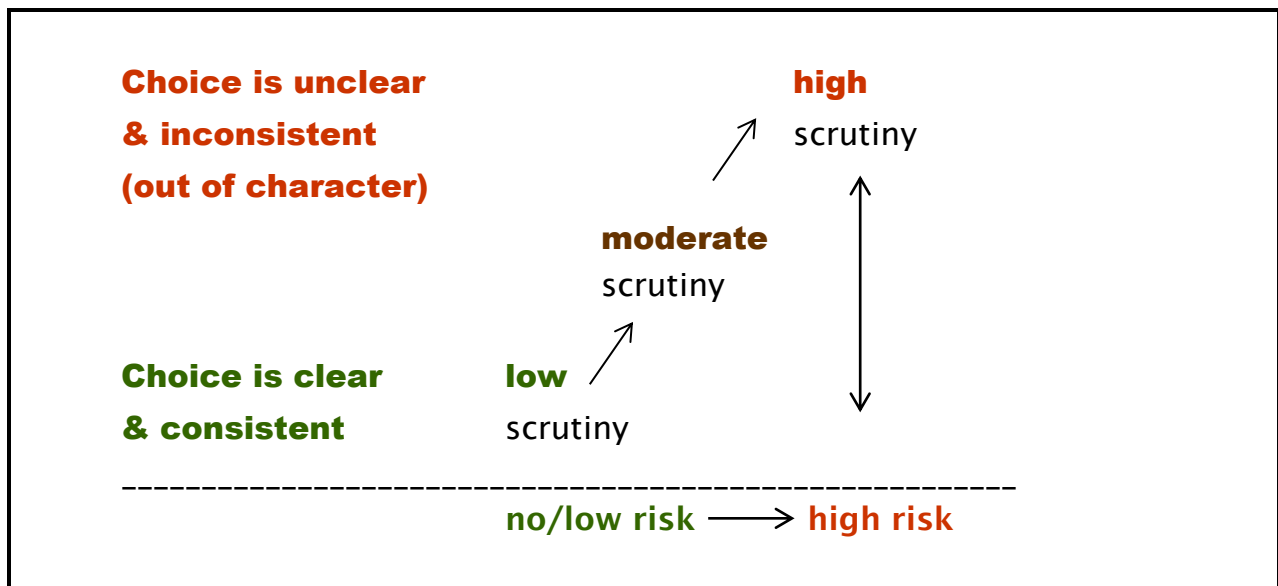 Choice is unclear
& inconsistent
(out of character)
high
scrutiny
moderate
scrutiny
Choice is clear
& consistent
low
scrutiny
no/low risk
high risk